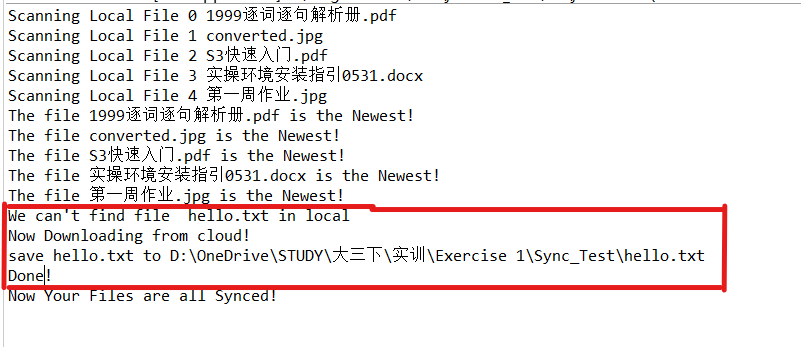 Scanning Local File 0 1999逐词逐句解析册.pdf
Scanning Local File 1 converted.jpg
Scanning Local File 2 S3快速入门.pdf
Scanning Local File 3 实操环境安装指引0531.docx
Scanning Local File 4 第一周作业.jpg
The file 1999逐词逐句解析册.pdf is the Newest!
The file converted.jpg is the Newest!
The file S3快速入门.pdf is the Newest!
The file 实操环境安装指引0531.docx is the Newest!
The file 第一周作业.jpg is the Newest!
We can't find file  hello.txt in local
Now Downloading from cloud!
save hello.txt to D:\OneDrive\STUDY\大三下\实训\Exercise 1\Sync_Test\hello.txt
Done!
Now Your Files are all Synced!